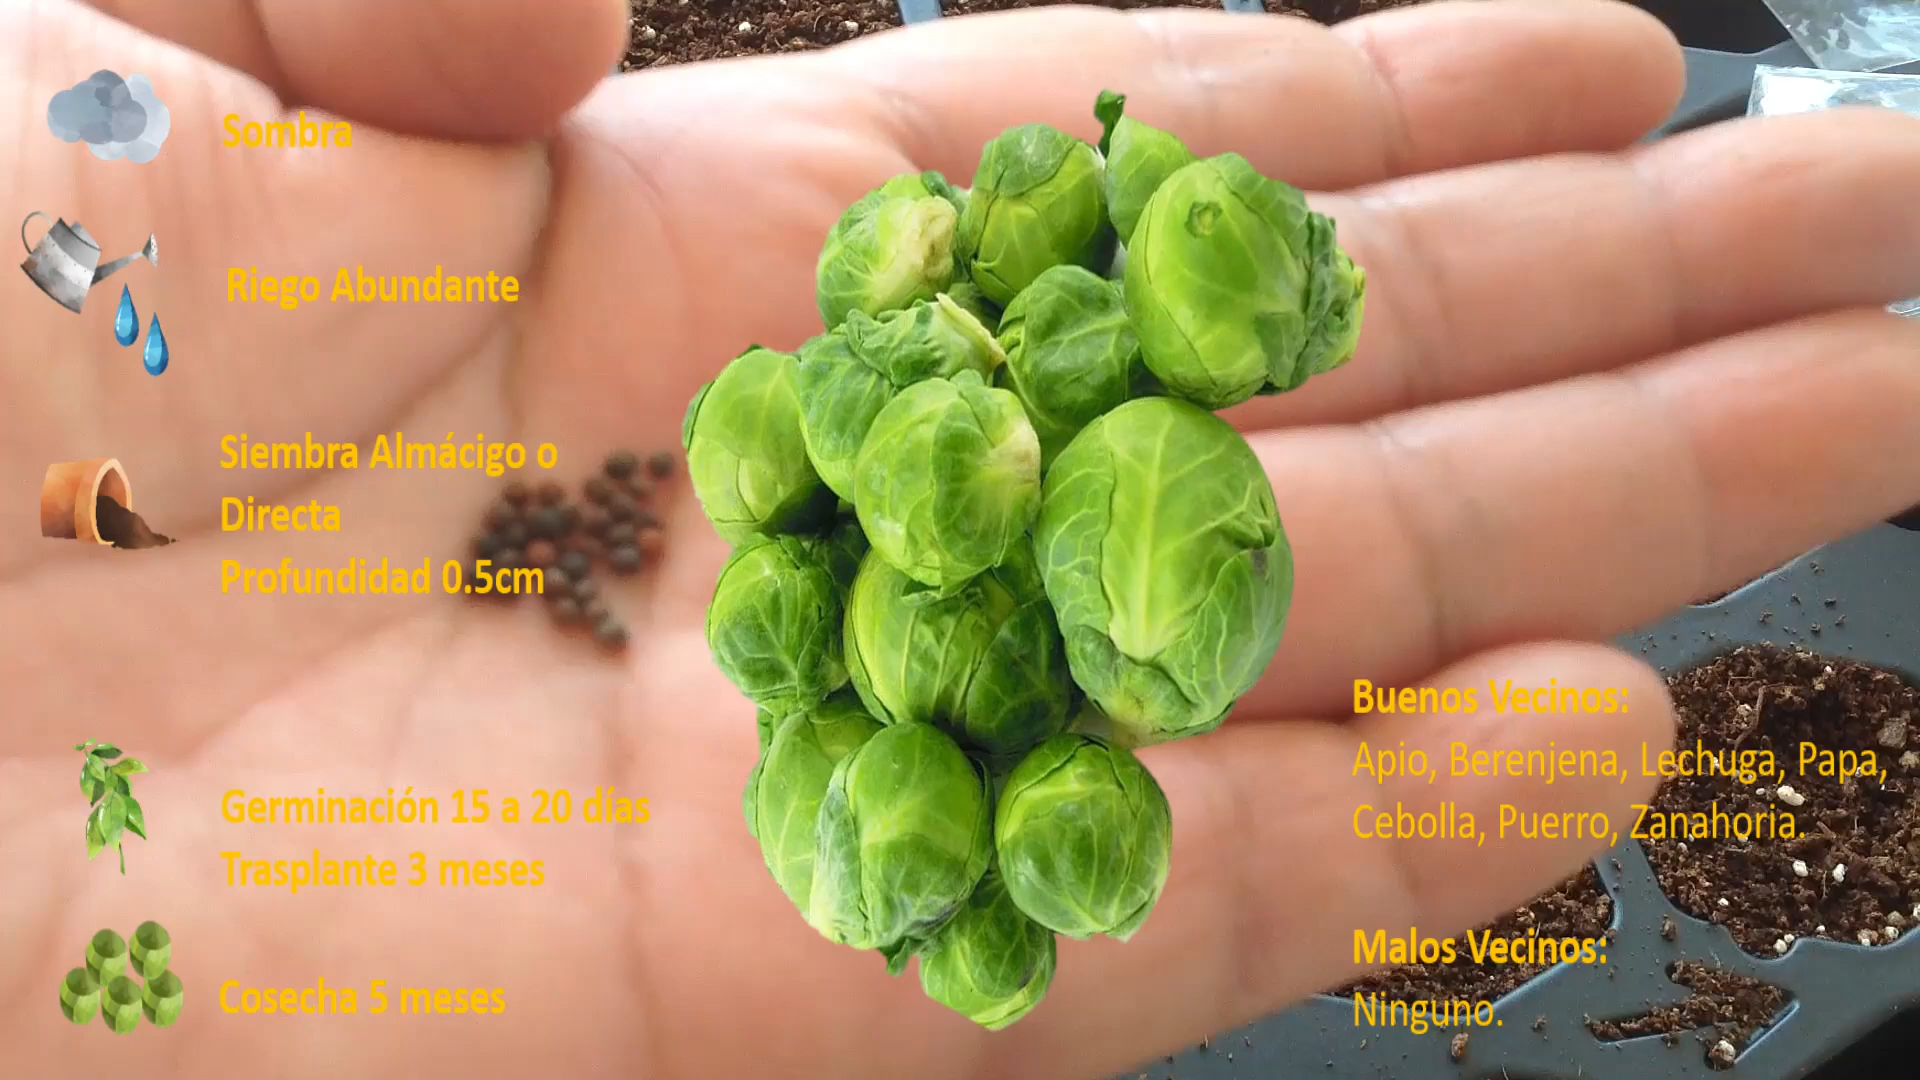 Sombra
Riego Abundante
Siembra Almácigo o
Directa
Profundidad 0.5cm
Germinación 15 a 20 días
Trasplante 3 meses
Cosecha 5 meses
Buenos Vecinos:
Apio, Berenjena, Lechuga, Papa,
Cebolla, Puerro, Zanahoria.
Malos Vecinos:
Ninguno.